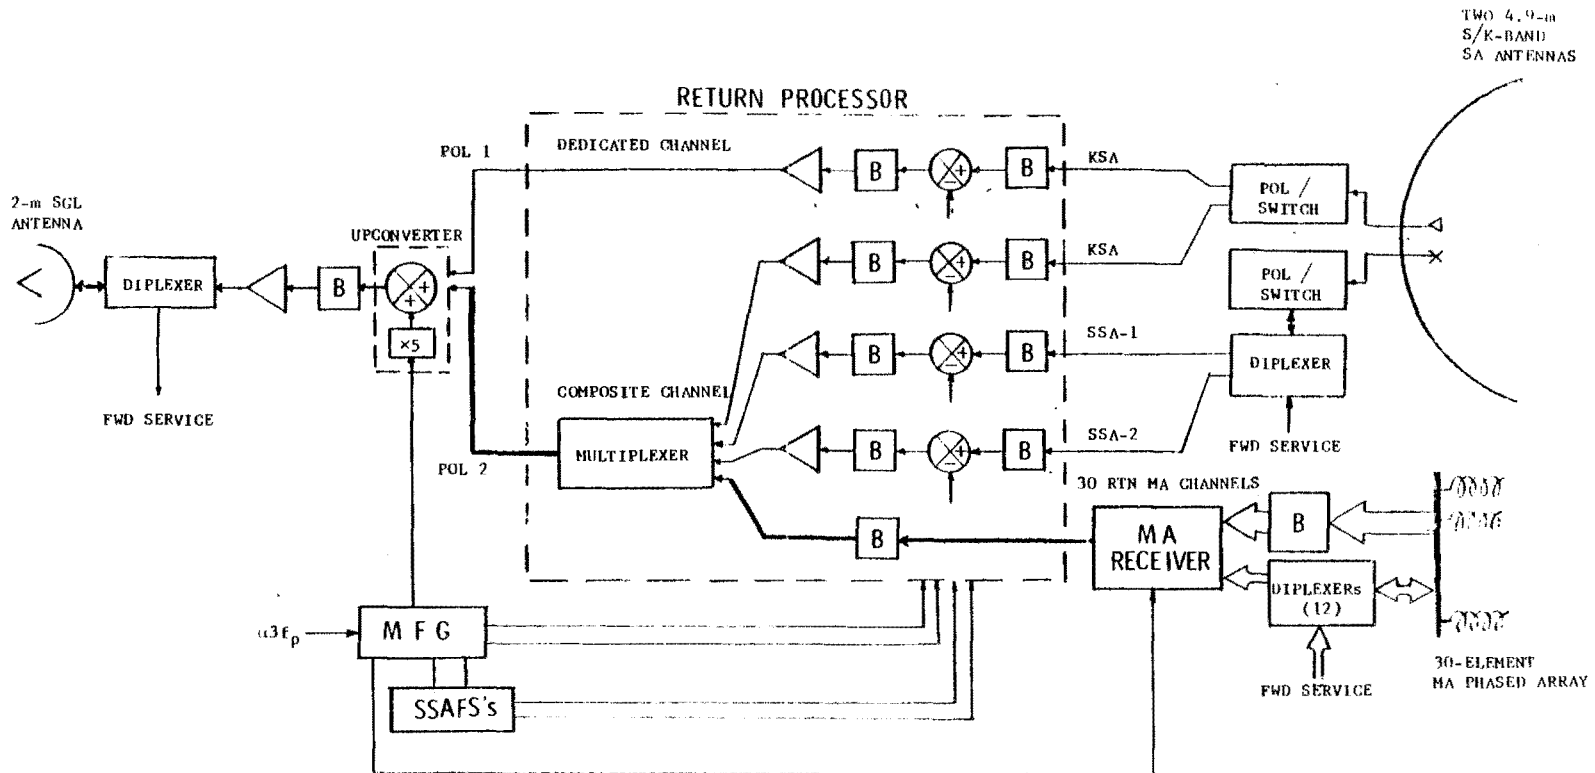 TWO 4.9-m
S/K-BAND
SA ANTENNAS
RETURN PROCESSOR
POL 1
DEDICATED CHANNEL
B
-
+
B
KSA
POL /
SWITCH
2-m SGL
ANTENNA
UPCONVERTER
B
-
+
B
KSA
DIPLEXER
B
+
+
×5
POL /
SWITCH
B
-
+
B
SSA-1
DIPLEXER
FWD SERVICE
COMPOSITE CHANNEL
MULTIPLEXER
POL 2
B
-
+
B
SSA-2
FWD SERVICE
30 RTN MA CHANNELS
B
MA
RECEIVER
B
DIPLEXERs
(12)
MFG
SSAFS's
FWD SERVICE
30-ELEMENT
MA PHASED ARRAY